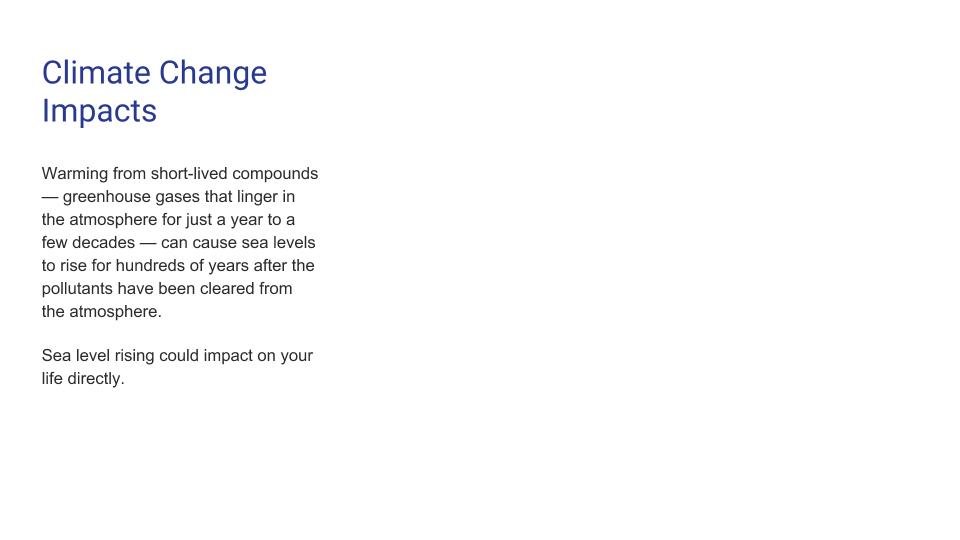 Climate Change
Impacts
Warming from short-lived compounds
— greenhouse gases that linger in
the atmosphere for just a year to a
few decades — can cause sea levels
to rise for hundreds of years after the
pollutants have been cleared from
the atmosphere.
Sea level rising could impact on your
life directly.